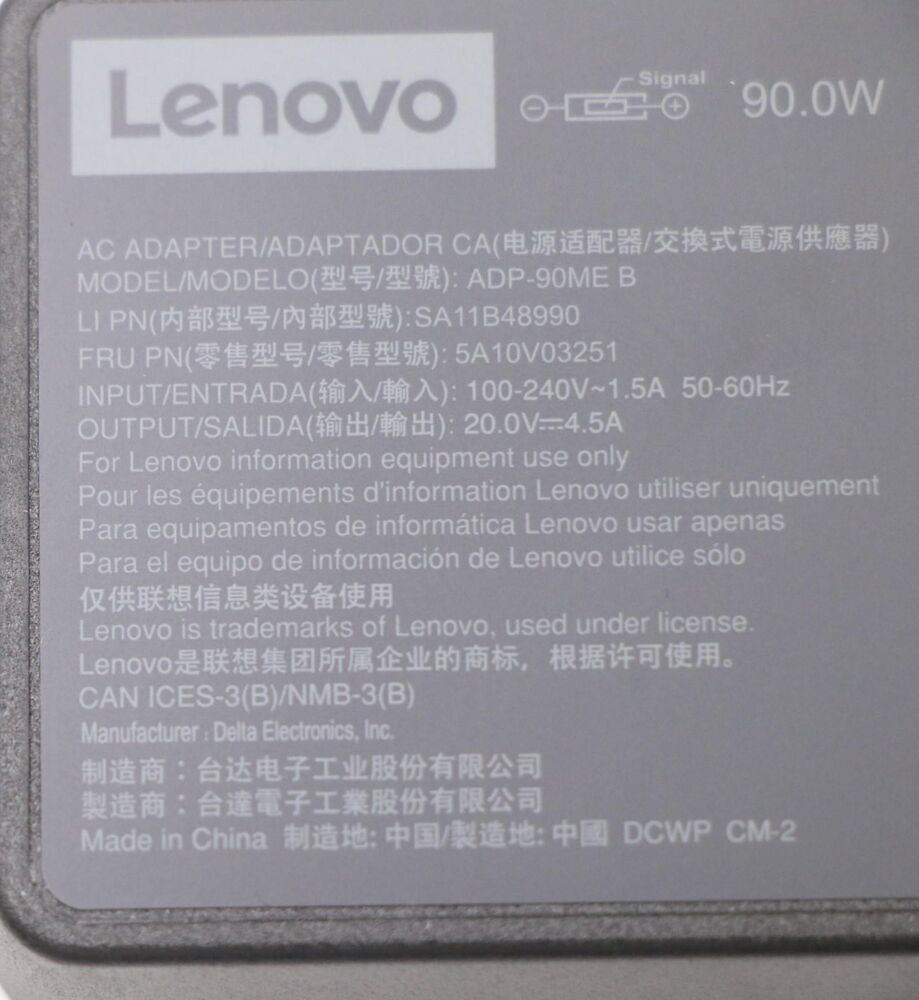 Lenovo
Signal
90.0W
AC ADAPTER/ADAPTADOR CA(电源适配器/交換式電源供應器)
MODEL/MODELO(型号/型號): ADP-90ME B
LI PN(内部型号/內部型號):SA11B48990
FRU PN(零售型号/零售型號): 5A10V03251
INPUT/ENTRADA(输入/輸入): 100-240V~1.5A 50-60Hz
OUTPUT/SALIDA(输出/輸出): 20.0V⎓4.5A
For Lenovo information equipment use only
Pour les équipements d'information Lenovo utiliser uniquement
Para equipamentos de informática Lenovo usar apenas
Para el equipo de información de Lenovo utilice sólo
仅供联想信息类设备使用
Lenovo is trademarks of Lenovo, used under license.
Lenovo是联想集团所属企业的商标，根据许可使用。
CAN ICES-3(B)/NMB-3(B)
Manufacturer : Delta Electronics, Inc.
制造商：台达电子工业股份有限公司
製造商：台達電子工業股份有限公司
Made in China 制造地: 中国/製造地: 中國 DCWP CM-2